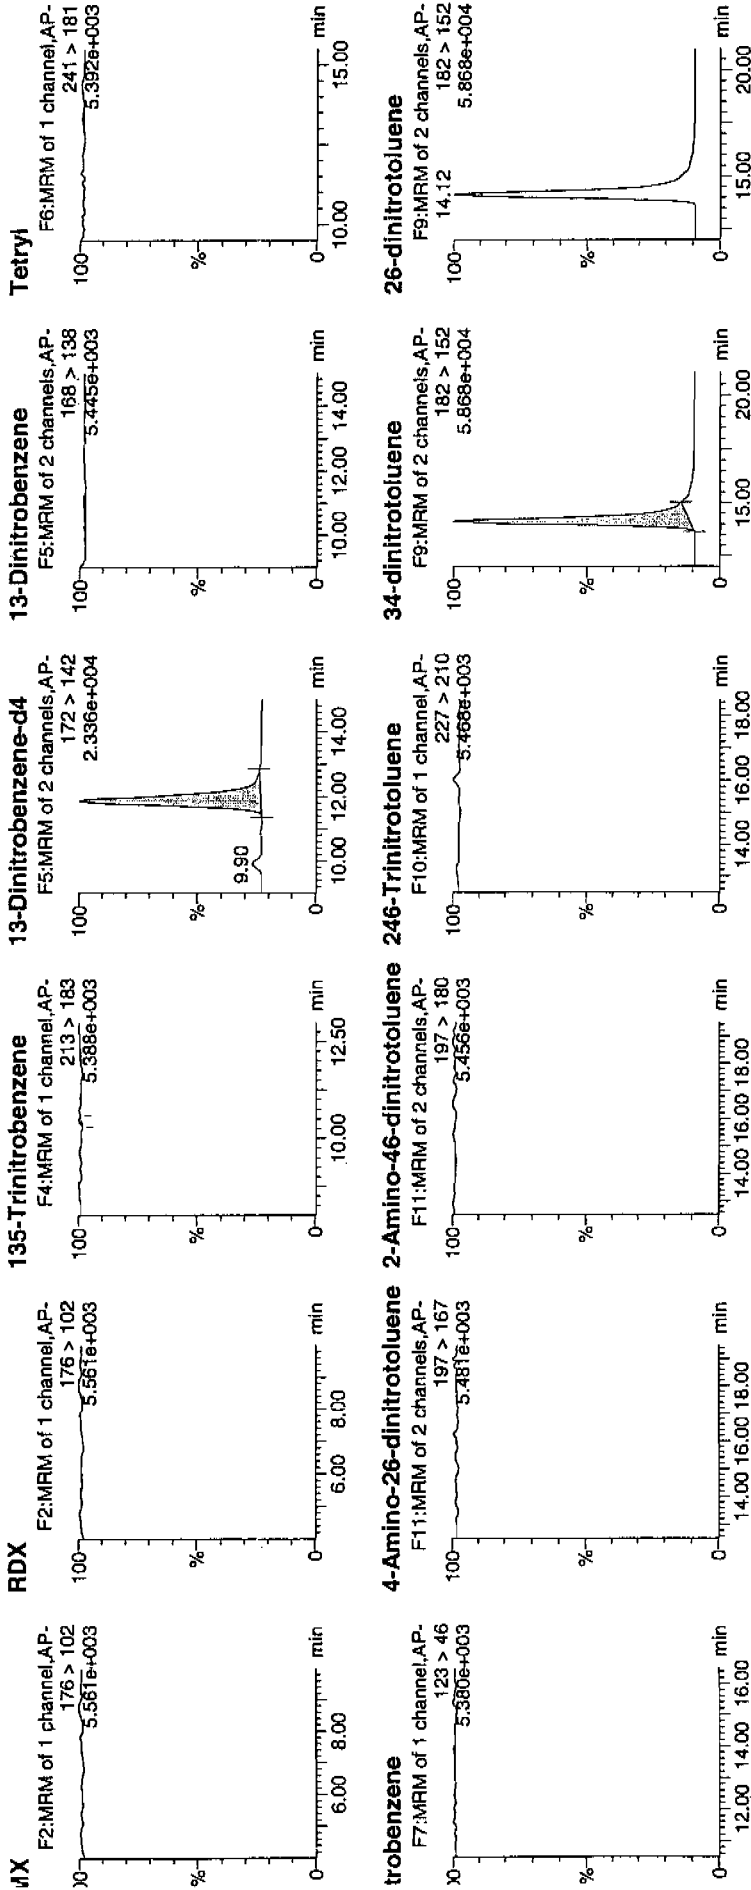 MX
F2:MRM of 1 channel,AP-
176 > 102
5.561e+003
%
0
6.00 8.00
min
RDX
F2:MRM of 1 channel,AP-
176 > 102
5.561e+003
100
%
0
6.00 8.00
min
135-Trinitrobenzene
F4:MRM of 1 channel,AP-
213 > 183
5.388e+003
100
%
0
10.00 12.50
min
13-Dinitrobenzene-d4
F5:MRM of 2 channels,AP-
172 > 142
2.336e+004
100
9.90
%
0
10.00 12.00 14.00
min
13-Dinitrobenzene
F5:MRM of 2 channels,AP-
168 > 138
5.445e+003
100
%
0
10.00 12.00 14.00
min
Tetryl
F6:MRM of 1 channel,AP-
241 > 181
5.392e+003
100
%
0
10.00 15.00
min
trobenzene
F7:MRM of 1 channel,AP-
123 > 46
5.380e+003
%
0
12.00 14.00 16.00
min
4-Amino-26-dinitrotoluene
F11:MRM of 2 channels,AP-
197 > 167
5.481e+003
100
%
0
14.00 16.00 18.00
min
2-Amino-46-dinitrotoluene
F11:MRM of 2 channels,AP-
197 > 180
5.456e+003
100
%
0
14.00 16.00 18.00
min
246-Trinitrotoluene
F10:MRM of 1 channel,AP-
227 > 210
5.468e+003
100
%
0
14.00 16.00 18.00
min
34-dinitrotoluene
F9:MRM of 2 channels,AP-
182 > 152
5.868e+004
100
%
0
15.00 20.00
min
26-dinitrotoluene
F9:MRM of 2 channels,AP-
14.12
182 > 152
5.868e+004
100
%
0
15.00 20.00
min